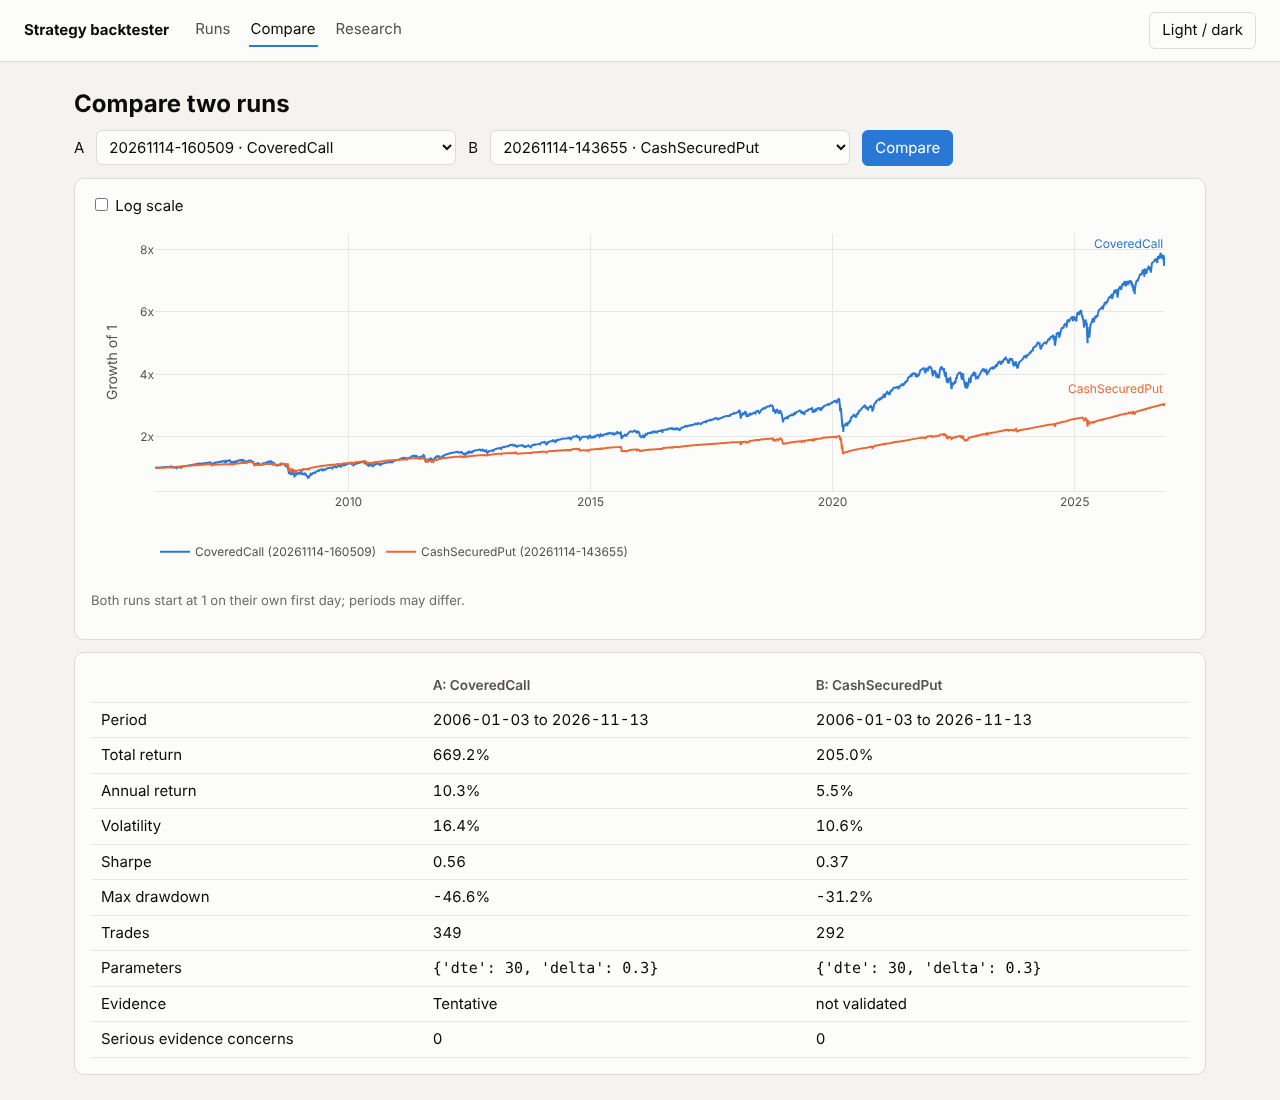 Strategy backtester Runs Compare Research Light / dark
Compare two runs
A 20261114-160509 · CoveredCall B 20261114-143655 · CashSecuredPut Compare
Log scale
8x
6x
4x
2x
Growth of 1
CoveredCall
CashSecuredPut
2010 2015 2020 2025
CoveredCall (20261114-160509) CashSecuredPut (20261114-143655)
Both runs start at 1 on their own first day; periods may differ.
A: CoveredCall B: CashSecuredPut
Period 2006-01-03 to 2026-11-13 2006-01-03 to 2026-11-13
Total return 669.2% 205.0%
Annual return 10.3% 5.5%
Volatility 16.4% 10.6%
Sharpe 0.56 0.37
Max drawdown -46.6% -31.2%
Trades 349 292
Parameters {'dte': 30, 'delta': 0.3} {'dte': 30, 'delta': 0.3}
Evidence Tentative not validated
Serious evidence concerns 0 0